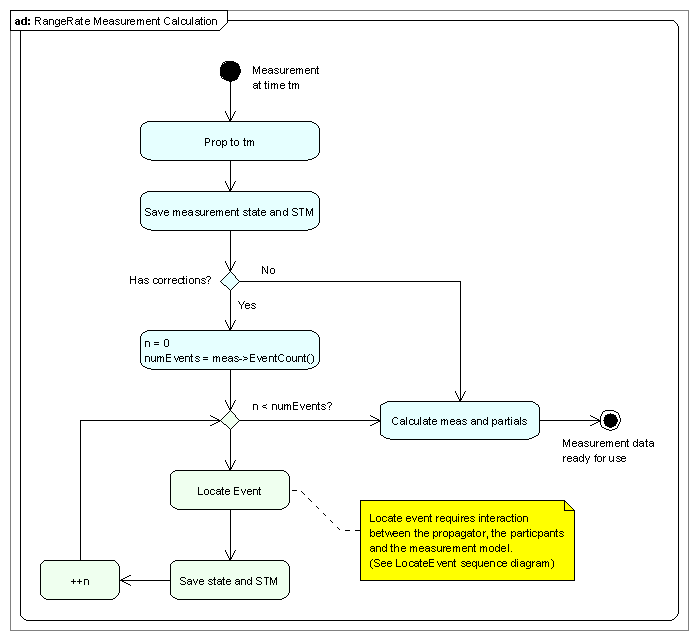 ad: RangeRate Measurement Calculation
Measurement
at time tm
Prop to tm
Save measurement state and STM
Has corrections?
No
Yes
n = 0
numEvents = meas->EventCount()
n < numEvents?
Calculate meas and partials
Measurement data
ready for use
Locate Event
Locate event requires interaction
between the propagator, the particpants
and the measurement model.
(See LocateEvent sequence diagram)
++n
Save state and STM